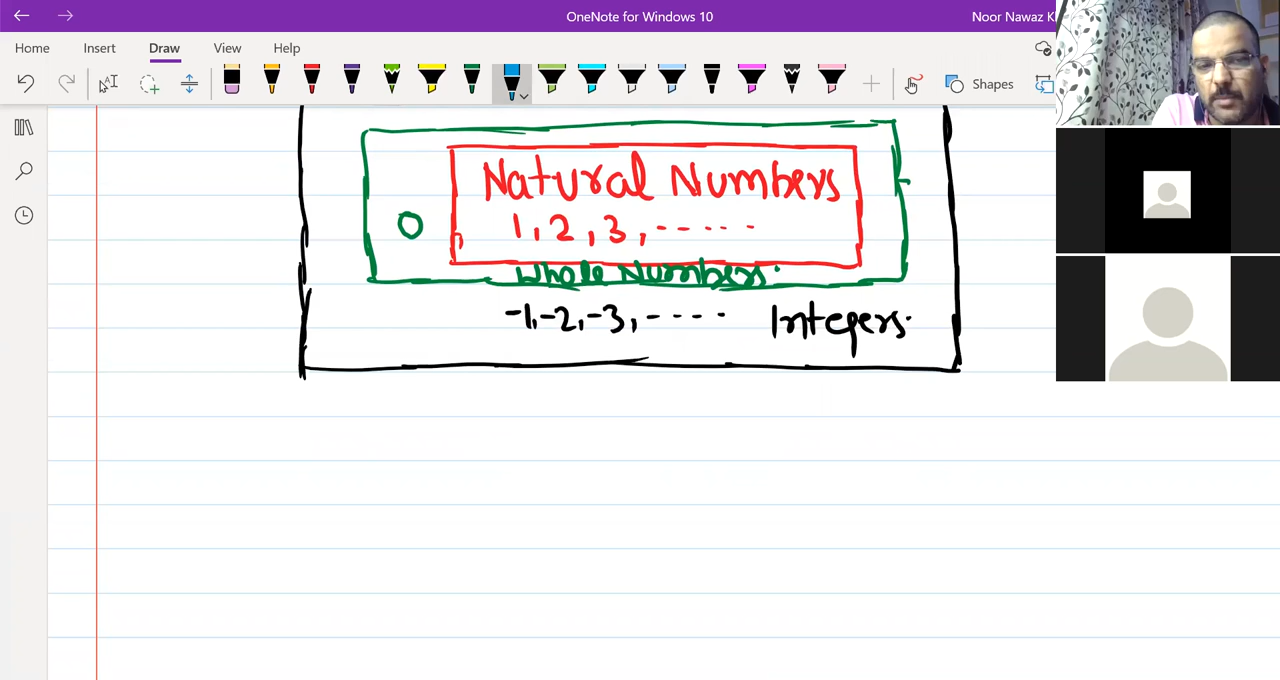 OneNote for Windows 10
Noor Nawaz K
Home Insert Draw View Help
Shapes
Natural Numbers
0 1, 2, 3, ------
Whole Numbers.
-1, -2, -3, ----- Integers.